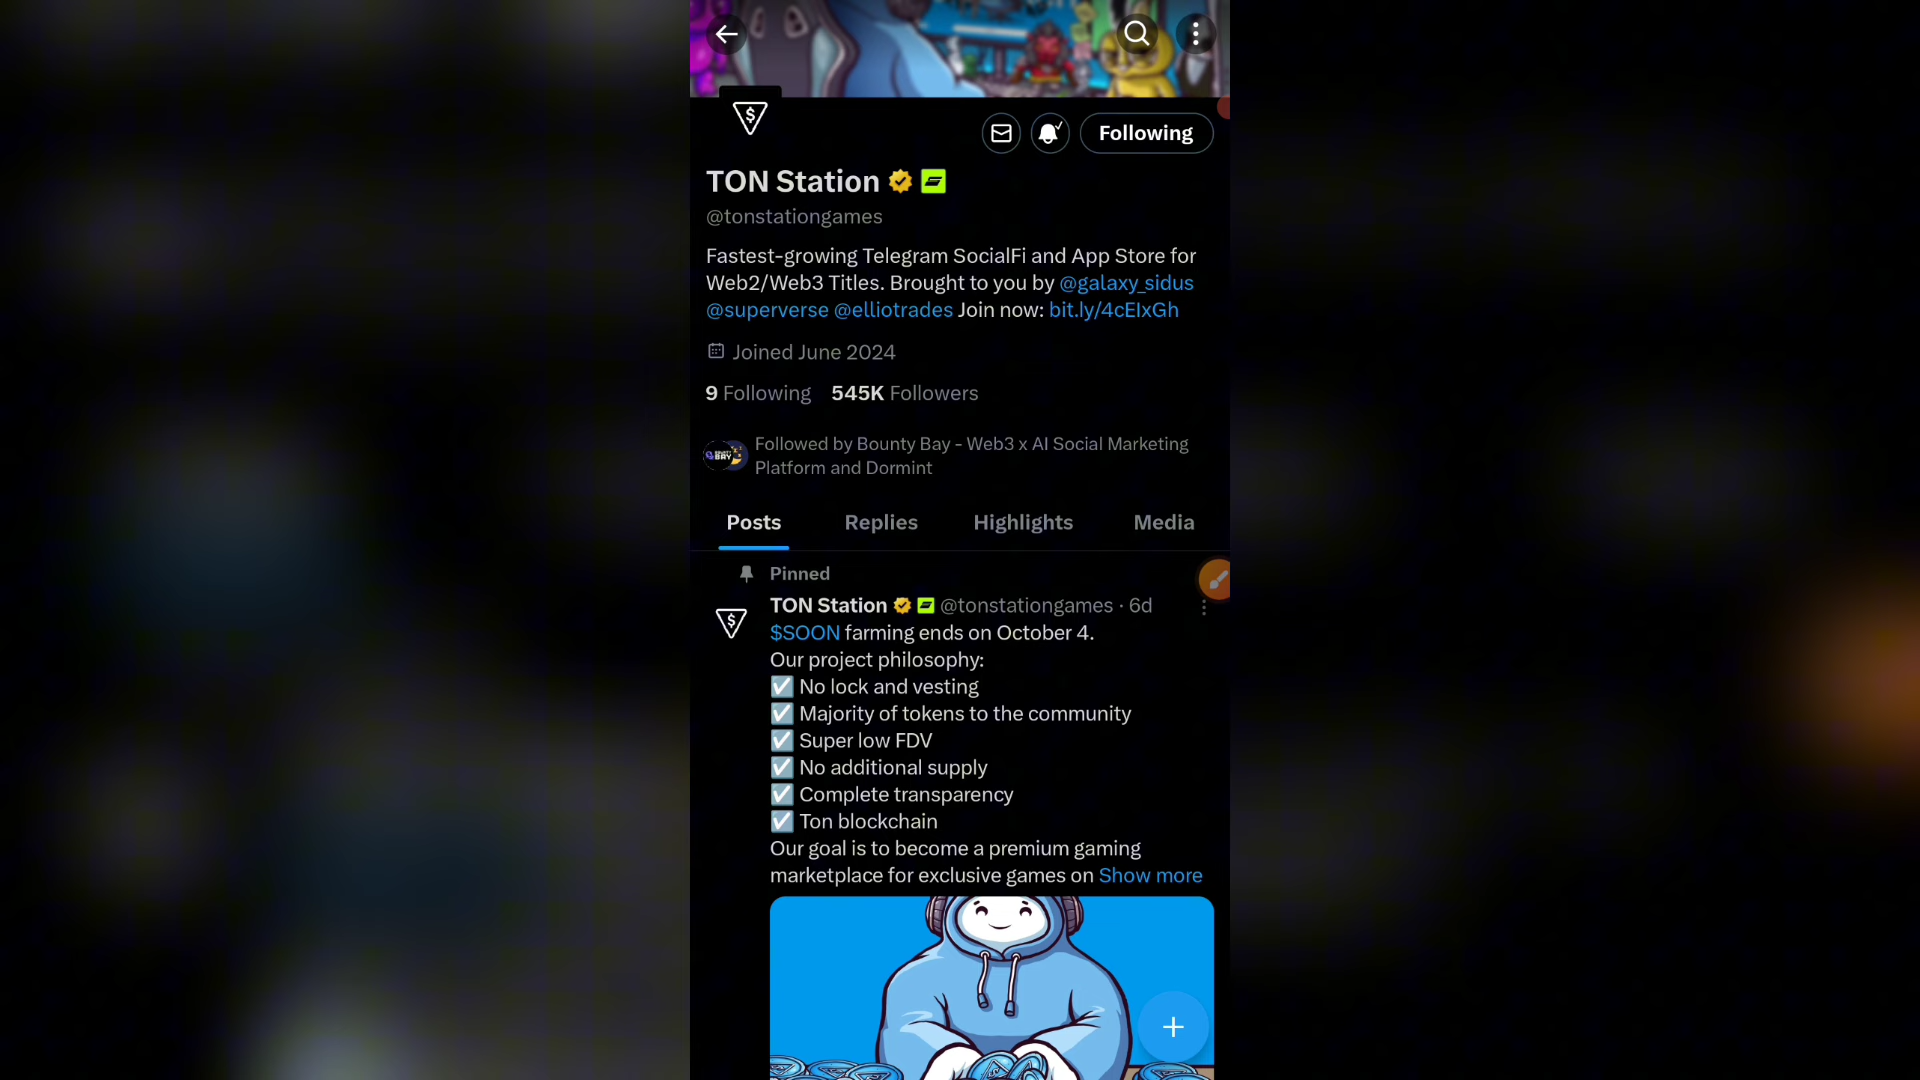 Following
TON Station
@tonstationgames
Fastest-growing Telegram SocialFi and App Store for
Web2/Web3 Titles. Brought to you by @galaxy_sidus
@superverse @elliotrades Join now: bit.ly/4cEIxGh
Joined June 2024
9 Following 545K Followers
Followed by Bounty Bay - Web3 x AI Social Marketing
Platform and Dormint
Posts Replies Highlights Media
Pinned
TON Station @tonstationgames · 6d
$SOON farming ends on October 4.
Our project philosophy:
☑ No lock and vesting
☑ Majority of tokens to the community
☑ Super low FDV
☑ No additional supply
☑ Complete transparency
☑ Ton blockchain
Our goal is to become a premium gaming
marketplace for exclusive games on Show more